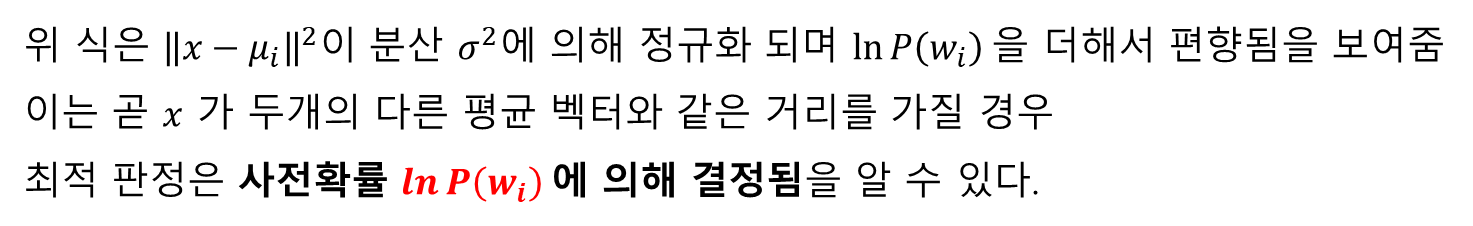 위 식은 ‖x − μᵢ‖²이 분산 σ²에 의해 정규화 되며 ln P(wᵢ) 을 더해서 편향됨을 보여줌
이는 곧 x 가 두개의 다른 평균 벡터와 같은 거리를 가질 경우
최적 판정은 사전확률 ln P(wᵢ) 에 의해 결정됨을 알 수 있다.